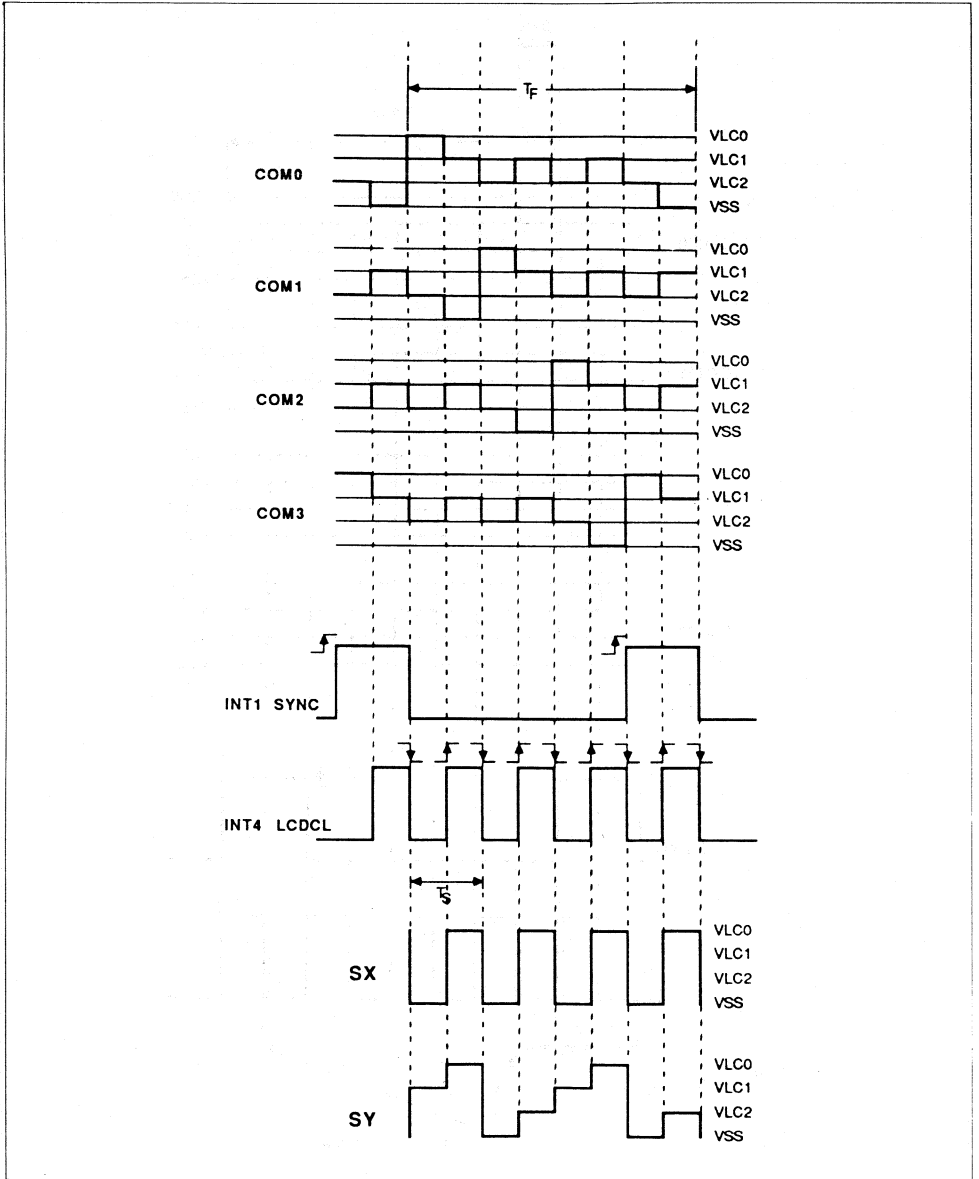 TF
VLC0
VLC1
COM0
VLC2
VSS
VLC0
VLC1
COM1
VLC2
VSS
VLC0
VLC1
COM2
VLC2
VSS
VLC0
VLC1
COM3
VLC2
VSS
INT1 SYNC
INT4 LCDCL
TS
VLC0
VLC1
SX
VLC2
VSS
VLC0
VLC1
SY
VLC2
VSS